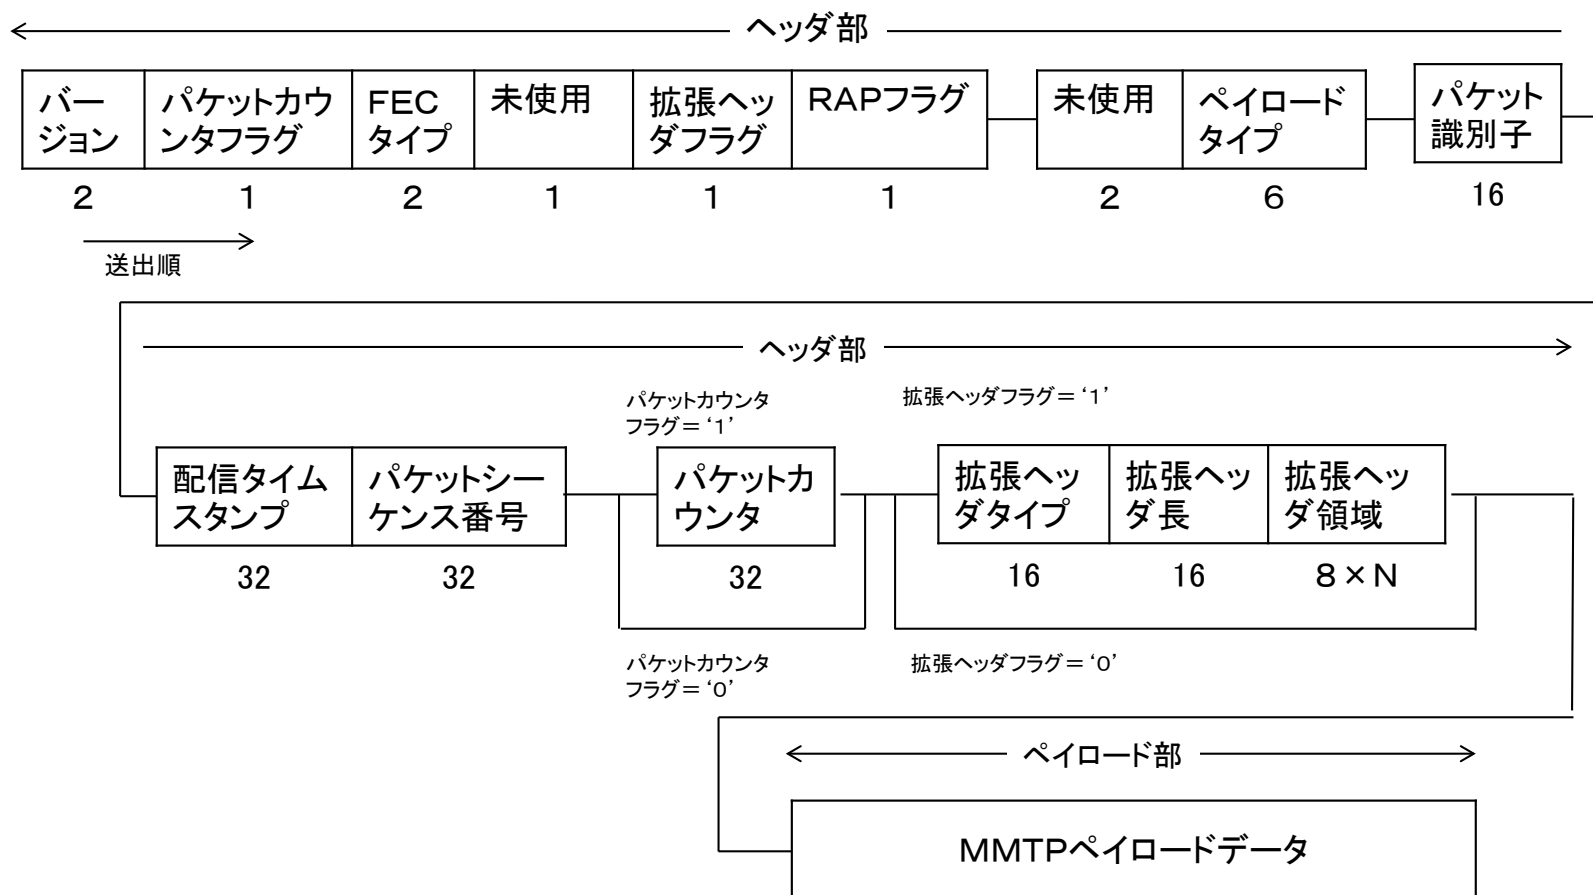 ヘッダ部
バー
ジョン
パケットカウ
ンタフラグ
FEC
タイプ
未使用
拡張ヘッ
ダフラグ
RAPフラグ
未使用
ペイロード
タイプ
パケット
識別子
2
1
2
1
1
1
2
6
16
送出順
ヘッダ部
パケットカウンタ
フラグ=‘1’
拡張ヘッダフラグ=‘1’
配信タイム
スタンプ
パケットシー
ケンス番号
パケットカ
ウンタ
拡張ヘッ
ダタイプ
拡張ヘッ
ダ長
拡張ヘッ
ダ領域
32
32
32
16
16
8×N
パケットカウンタ
フラグ=‘0’
拡張ヘッダフラグ=‘0’
ペイロード部
MMTPペイロードデータ